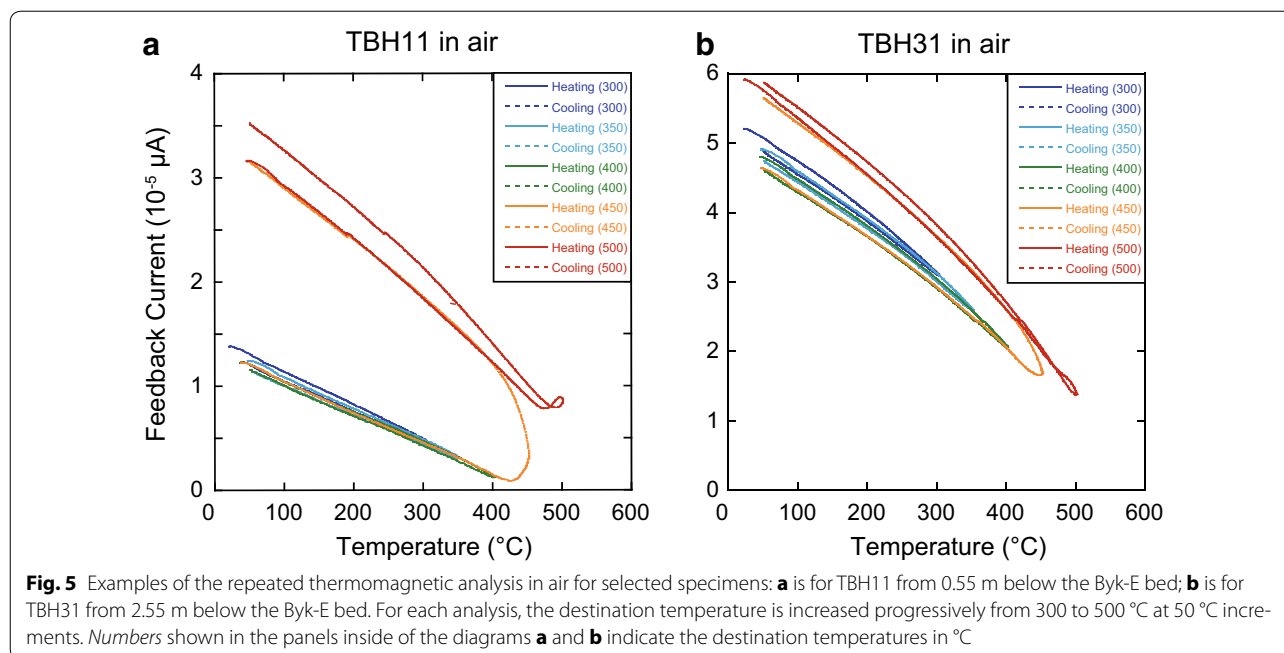 a
TBH11 in air
Feedback Current (10⁻⁵ µA)
4
3
2
1
0
0 100 200 300 400 500 600
Temperature (°C)
Heating (300)
Cooling (300)
Heating (350)
Cooling (350)
Heating (400)
Cooling (400)
Heating (450)
Cooling (450)
Heating (500)
Cooling (500)
b
TBH31 in air
6
5
4
3
2
1
0
0 100 200 300 400 500 600
Temperature (°C)
Heating (300)
Cooling (300)
Heating (350)
Cooling (350)
Heating (400)
Cooling (400)
Heating (450)
Cooling (450)
Heating (500)
Cooling (500)
Fig. 5 Examples of the repeated thermomagnetic analysis in air for selected specimens: a is for TBH11 from 0.55 m below the Byk-E bed; b is for
TBH31 from 2.55 m below the Byk-E bed. For each analysis, the destination temperature is increased progressively from 300 to 500 °C at 50 °C incre-
ments. Numbers shown in the panels inside of the diagrams a and b indicate the destination temperatures in °C